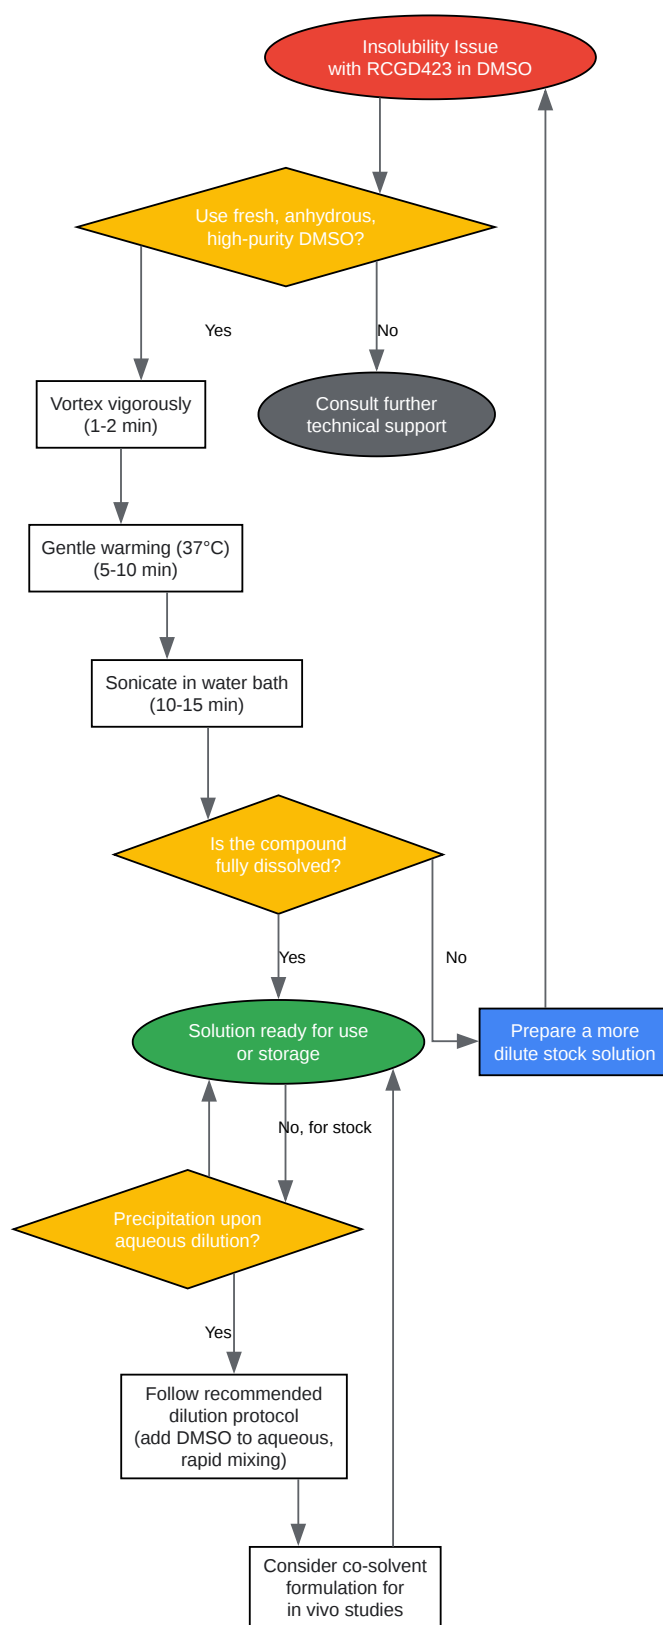 Insolubility Issue
with RCGD423 in DMSO
Use fresh, anhydrous,
high-purity DMSO?
Yes
No
Vortex vigorously
(1-2 min)
Consult further
technical support
Gentle warming (37°C)
(5-10 min)
Sonicate in water bath
(10-15 min)
Is the compound
fully dissolved?
Yes
No
Solution ready for use
or storage
Prepare a more
dilute stock solution
No, for stock
Precipitation upon
aqueous dilution?
Yes
Follow recommended
dilution protocol
(add DMSO to aqueous,
rapid mixing)
Consider co-solvent
formulation for
in vivo studies